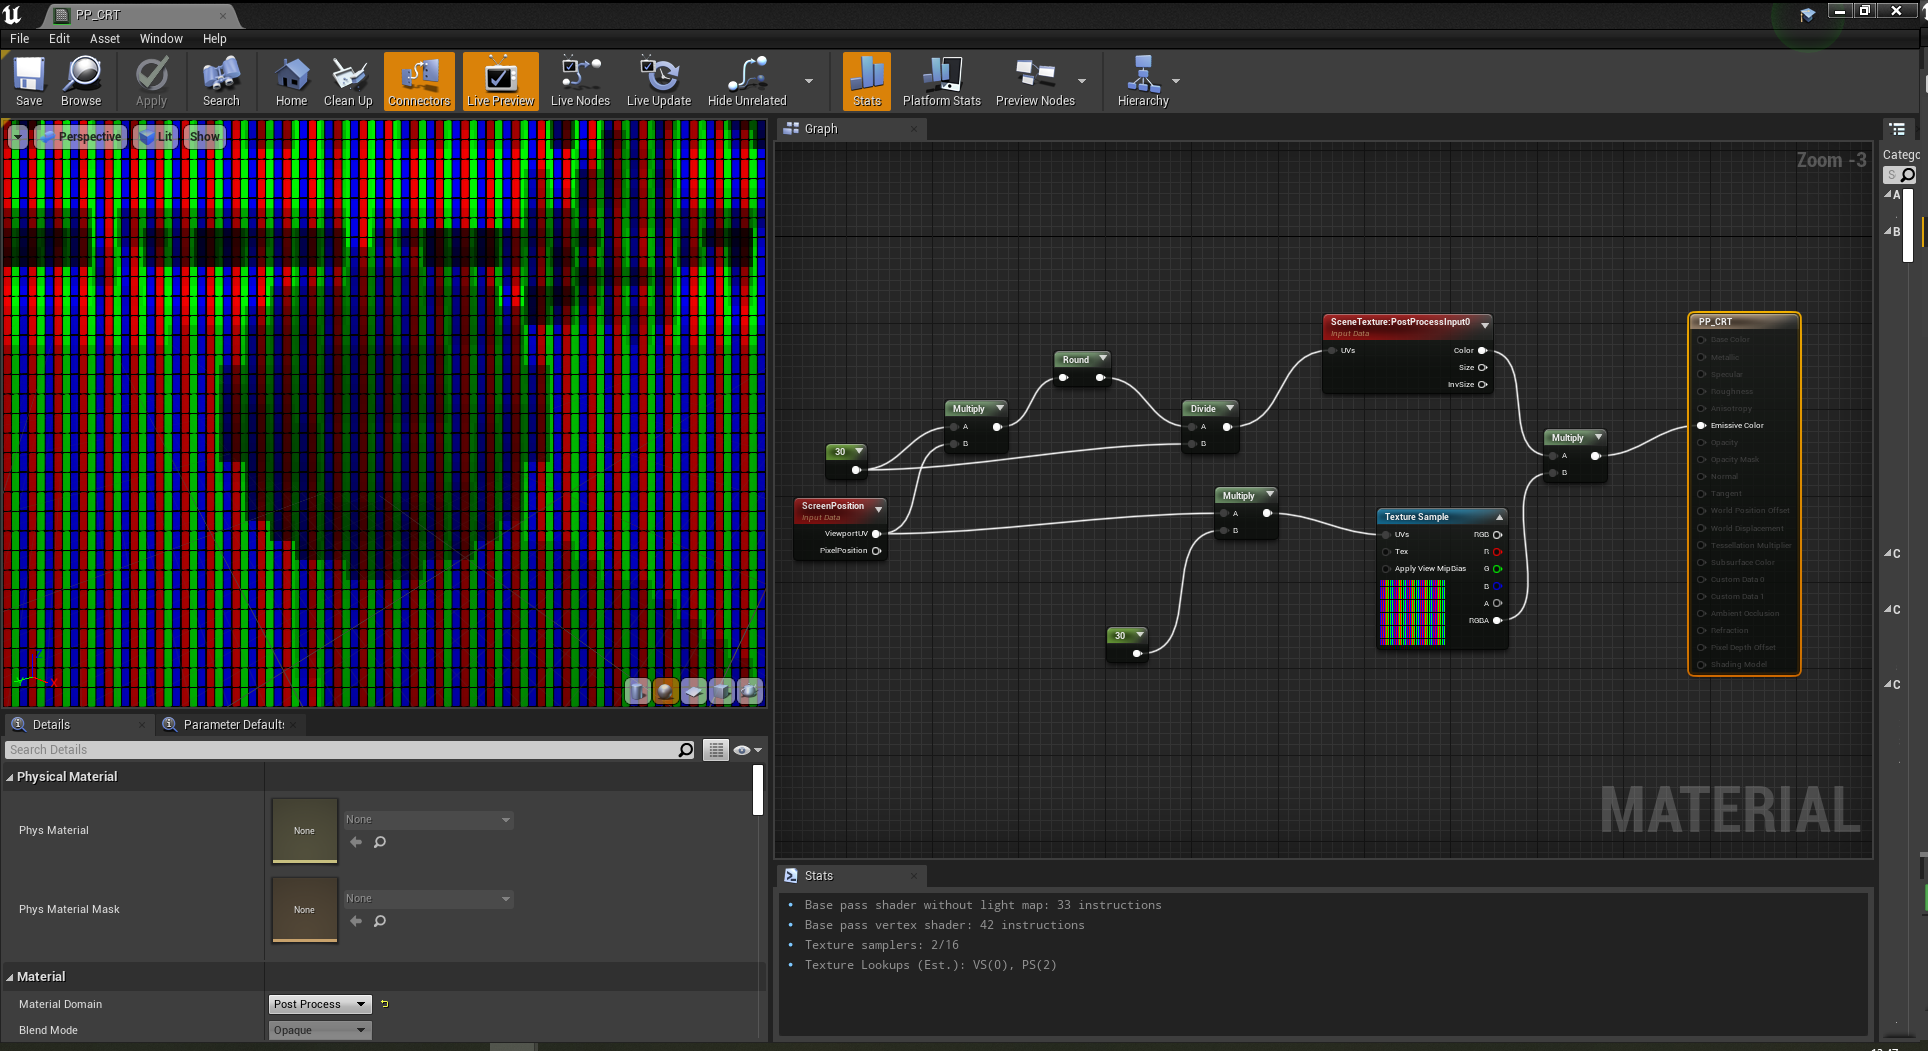 PP_CRT
File Edit Asset Window Help
Save Browse Apply Search Home Clean Up Connectors Live Preview Live Nodes Live Update Hide Unrelated Stats Platform Stats Preview Nodes Hierarchy
Perspective Lit Show
Graph
Zoom -3
Catego
S
A
B
C
C
C
SceneTexture:PostProcessInput0
Input Data
UVs Color
Size
InvSize
Round
Multiply
A
B
Divide
A
B
30
ScreenPosition
Input Data
ViewportUV
PixelPosition
Multiply
A
B
30
Texture Sample
UVs RGB
Tex R
Apply View MipBias G
B
A
RGBA
Multiply
A
B
PP_CRT
Base Color
Metallic
Specular
Roughness
Anisotropy
Emissive Color
Opacity
Opacity Mask
Normal
Tangent
World Position Offset
World Displacement
Tessellation Multiplier
Subsurface Color
Custom Data 0
Custom Data 1
Ambient Occlusion
Refraction
Pixel Depth Offset
Shading Model
MATERIAL
X
Details Parameter Default
Search Details
Physical Material
Phys Material None None
Phys Material Mask None None
Material
Material Domain Post Process
Blend Mode Opaque
Stats
Base pass shader without light map: 33 instructions
Base pass vertex shader: 42 instructions
Texture samplers: 2/16
Texture Lookups (Est.): VS(0), PS(2)